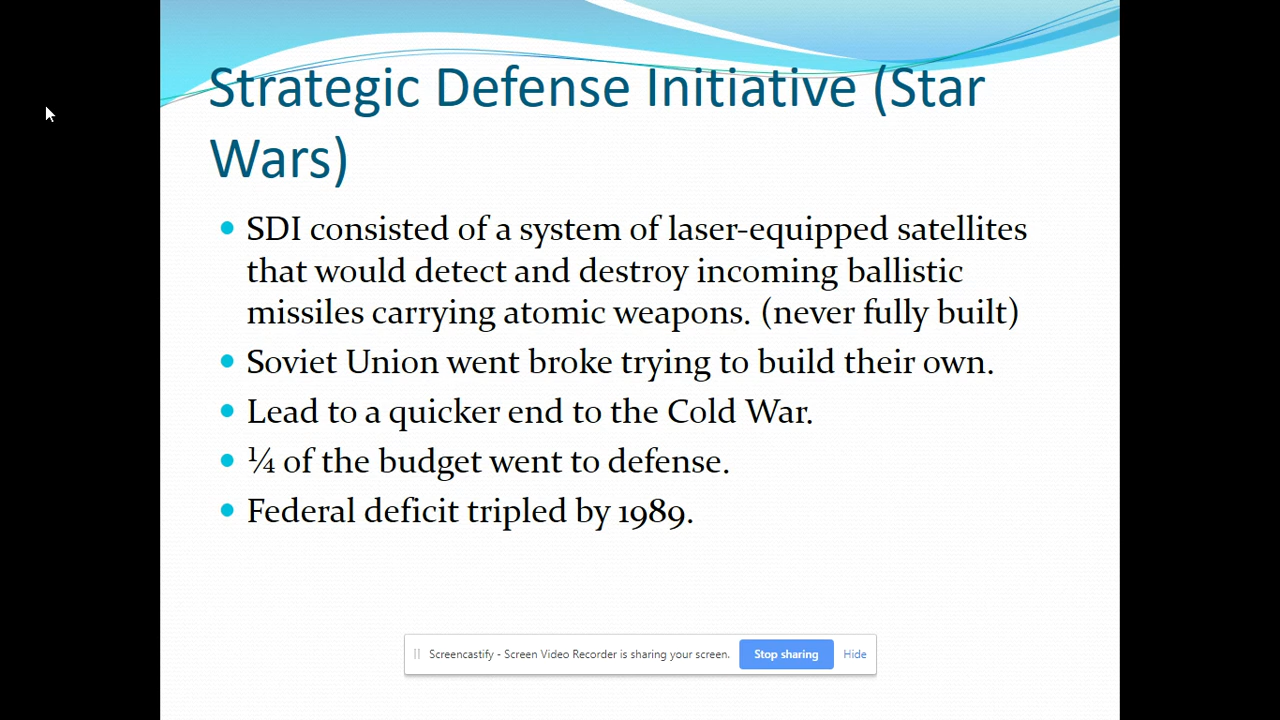 Strategic Defense Initiative (Star
Wars)
SDI consisted of a system of laser-equipped satellites
that would detect and destroy incoming ballistic
missiles carrying atomic weapons. (never fully built)
Soviet Union went broke trying to build their own.
Lead to a quicker end to the Cold War.
¼ of the budget went to defense.
Federal deficit tripled by 1989.
Screencastify - Screen Video Recorder is sharing your screen. Stop sharing Hide